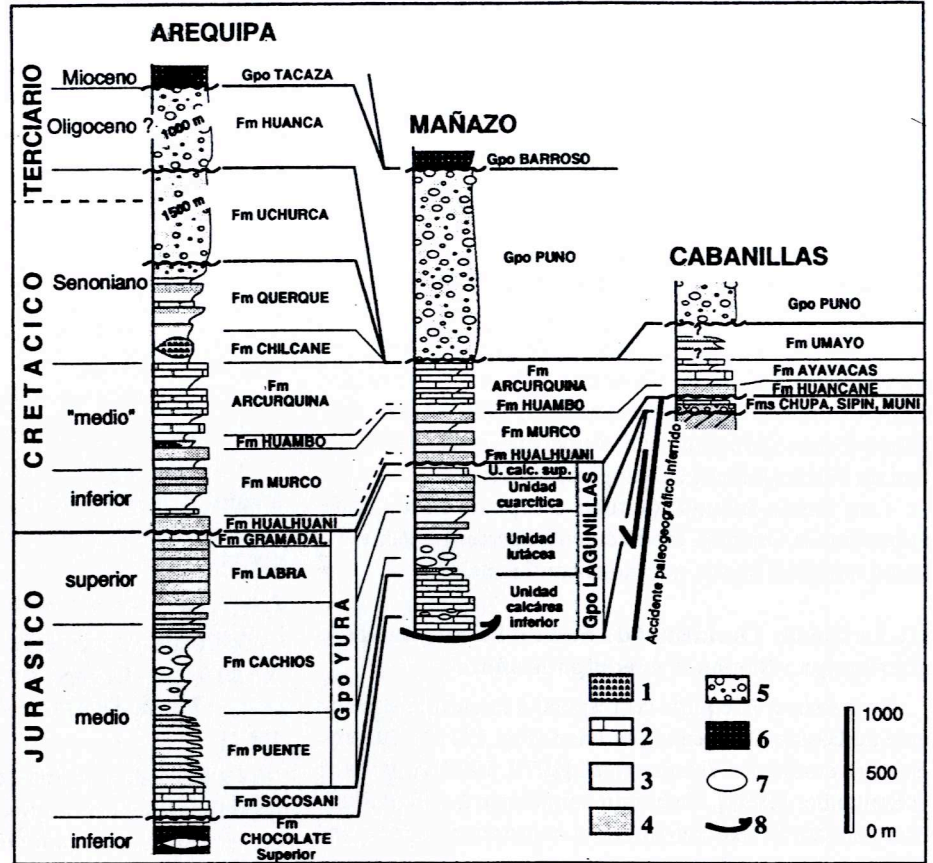 AREQUIPA
MAÑAZO
CABANILLAS
TERCIARIO
CRETACICO
JURASICO
Mioceno
Oligoceno ?
Senoniano
"medio"
inferior
superior
medio
inferior
1000 m
1500 m
Gpo TACAZA
Fm HUANCA
Fm UCHURCA
Fm QUERQUE
Fm CHILCANE
Fm
ARCURQUINA
Fm HUAMBO
Fm MURCO
Fm HUALHUANI
Fm GRAMADAL
Fm LABRA
Fm CACHIOS
Fm PUENTE
Fm SOCOSANI
Fm
CHOCOLATE
Superior
Gpo YURA
Gpo BARROSO
Gpo PUNO
Fm
ARCURQUINA
Fm HUAMBO
Fm MURCO
Fm HUALHUANI
U. calc. sup.
Unidad
cuarcítica
Unidad
lutácea
Unidad
calcárea
inferior
Gpo LAGUNILLAS
Accidente paleogeográfico inferrido
Gpo PUNO
?
?
Fm UMAYO
Fm AYAVACAS
Fm HUANCANE
Fms CHUPA, SIPIN, MUNI
1
2
3
4
5
6
7
8
1000
500
0 m